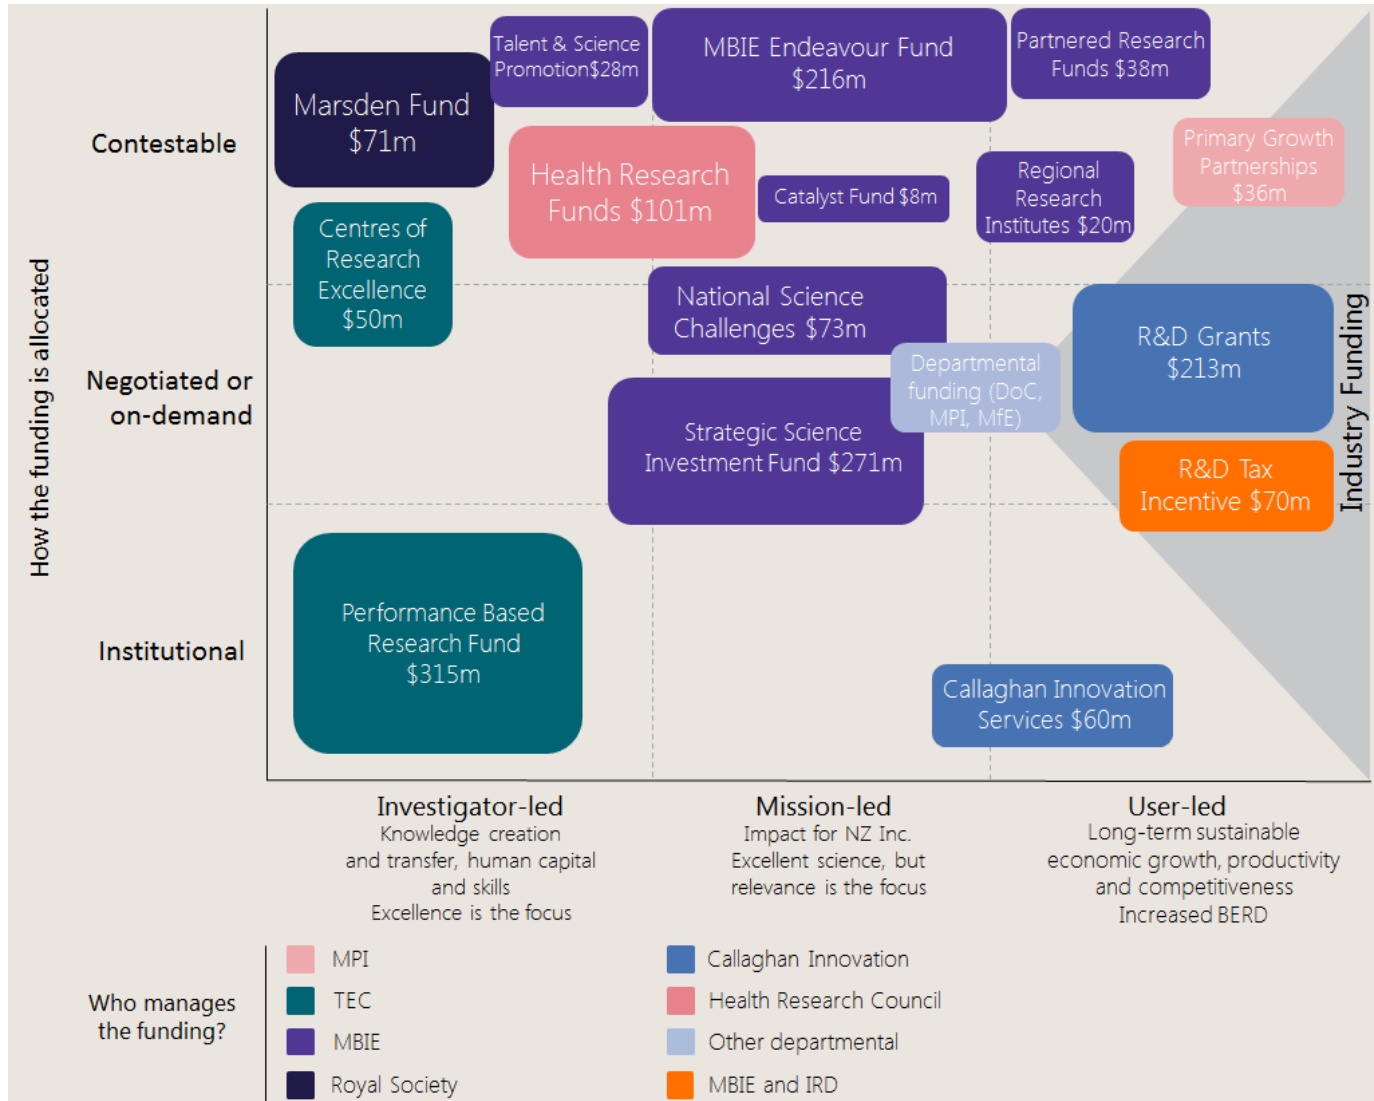 Talent & Science
Promotion$28m
MBIE Endeavour Fund
$216m
Partnered Research
Funds $38m
Marsden Fund
$71m
Contestable
Primary Growth
Partnerships
$36m
Health Research
Funds $101m
Catalyst Fund $8m
Regional
Research
Institutes $20m
Centres of
Research
Excellence
$50m
National Science
Challenges $73m
R&D Grants
$213m
How the funding is allocated
Negotiated or
on-demand
Departmental
funding (DoC,
MPI, MfE)
Industry Funding
Strategic Science
Investment Fund $271m
R&D Tax
Incentive $70m
Performance Based
Research Fund
$315m
Institutional
Callaghan Innovation
Services $60m
Investigator-led
Knowledge creation
and transfer, human capital
and skills
Excellence is the focus
Mission-led
Impact for NZ Inc.
Excellent science, but
relevance is the focus
User-led
Long-term sustainable
economic growth, productivity
and competitiveness
Increased BERD
Who manages
the funding?
MPI
TEC
MBIE
Royal Society
Callaghan Innovation
Health Research Council
Other departmental
MBIE and IRD